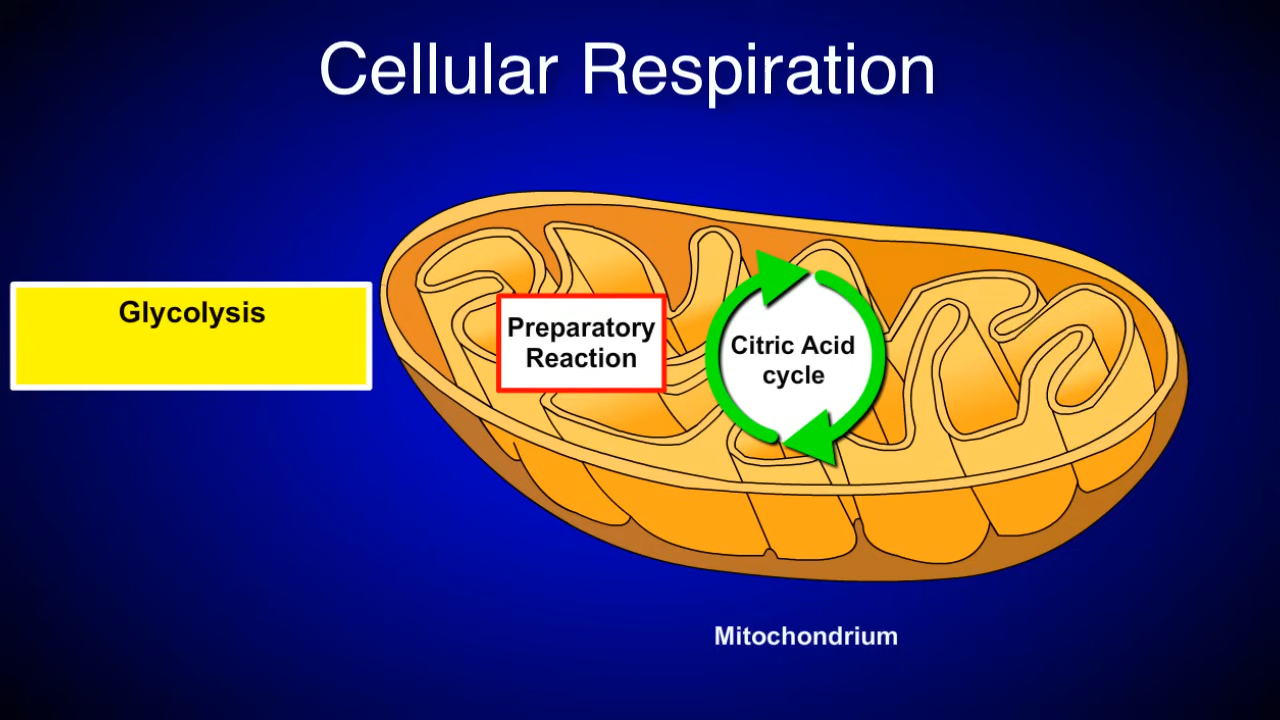 Cellular Respiration
Glycolysis
Preparatory
Reaction
Citric Acid
cycle
Mitochondrium